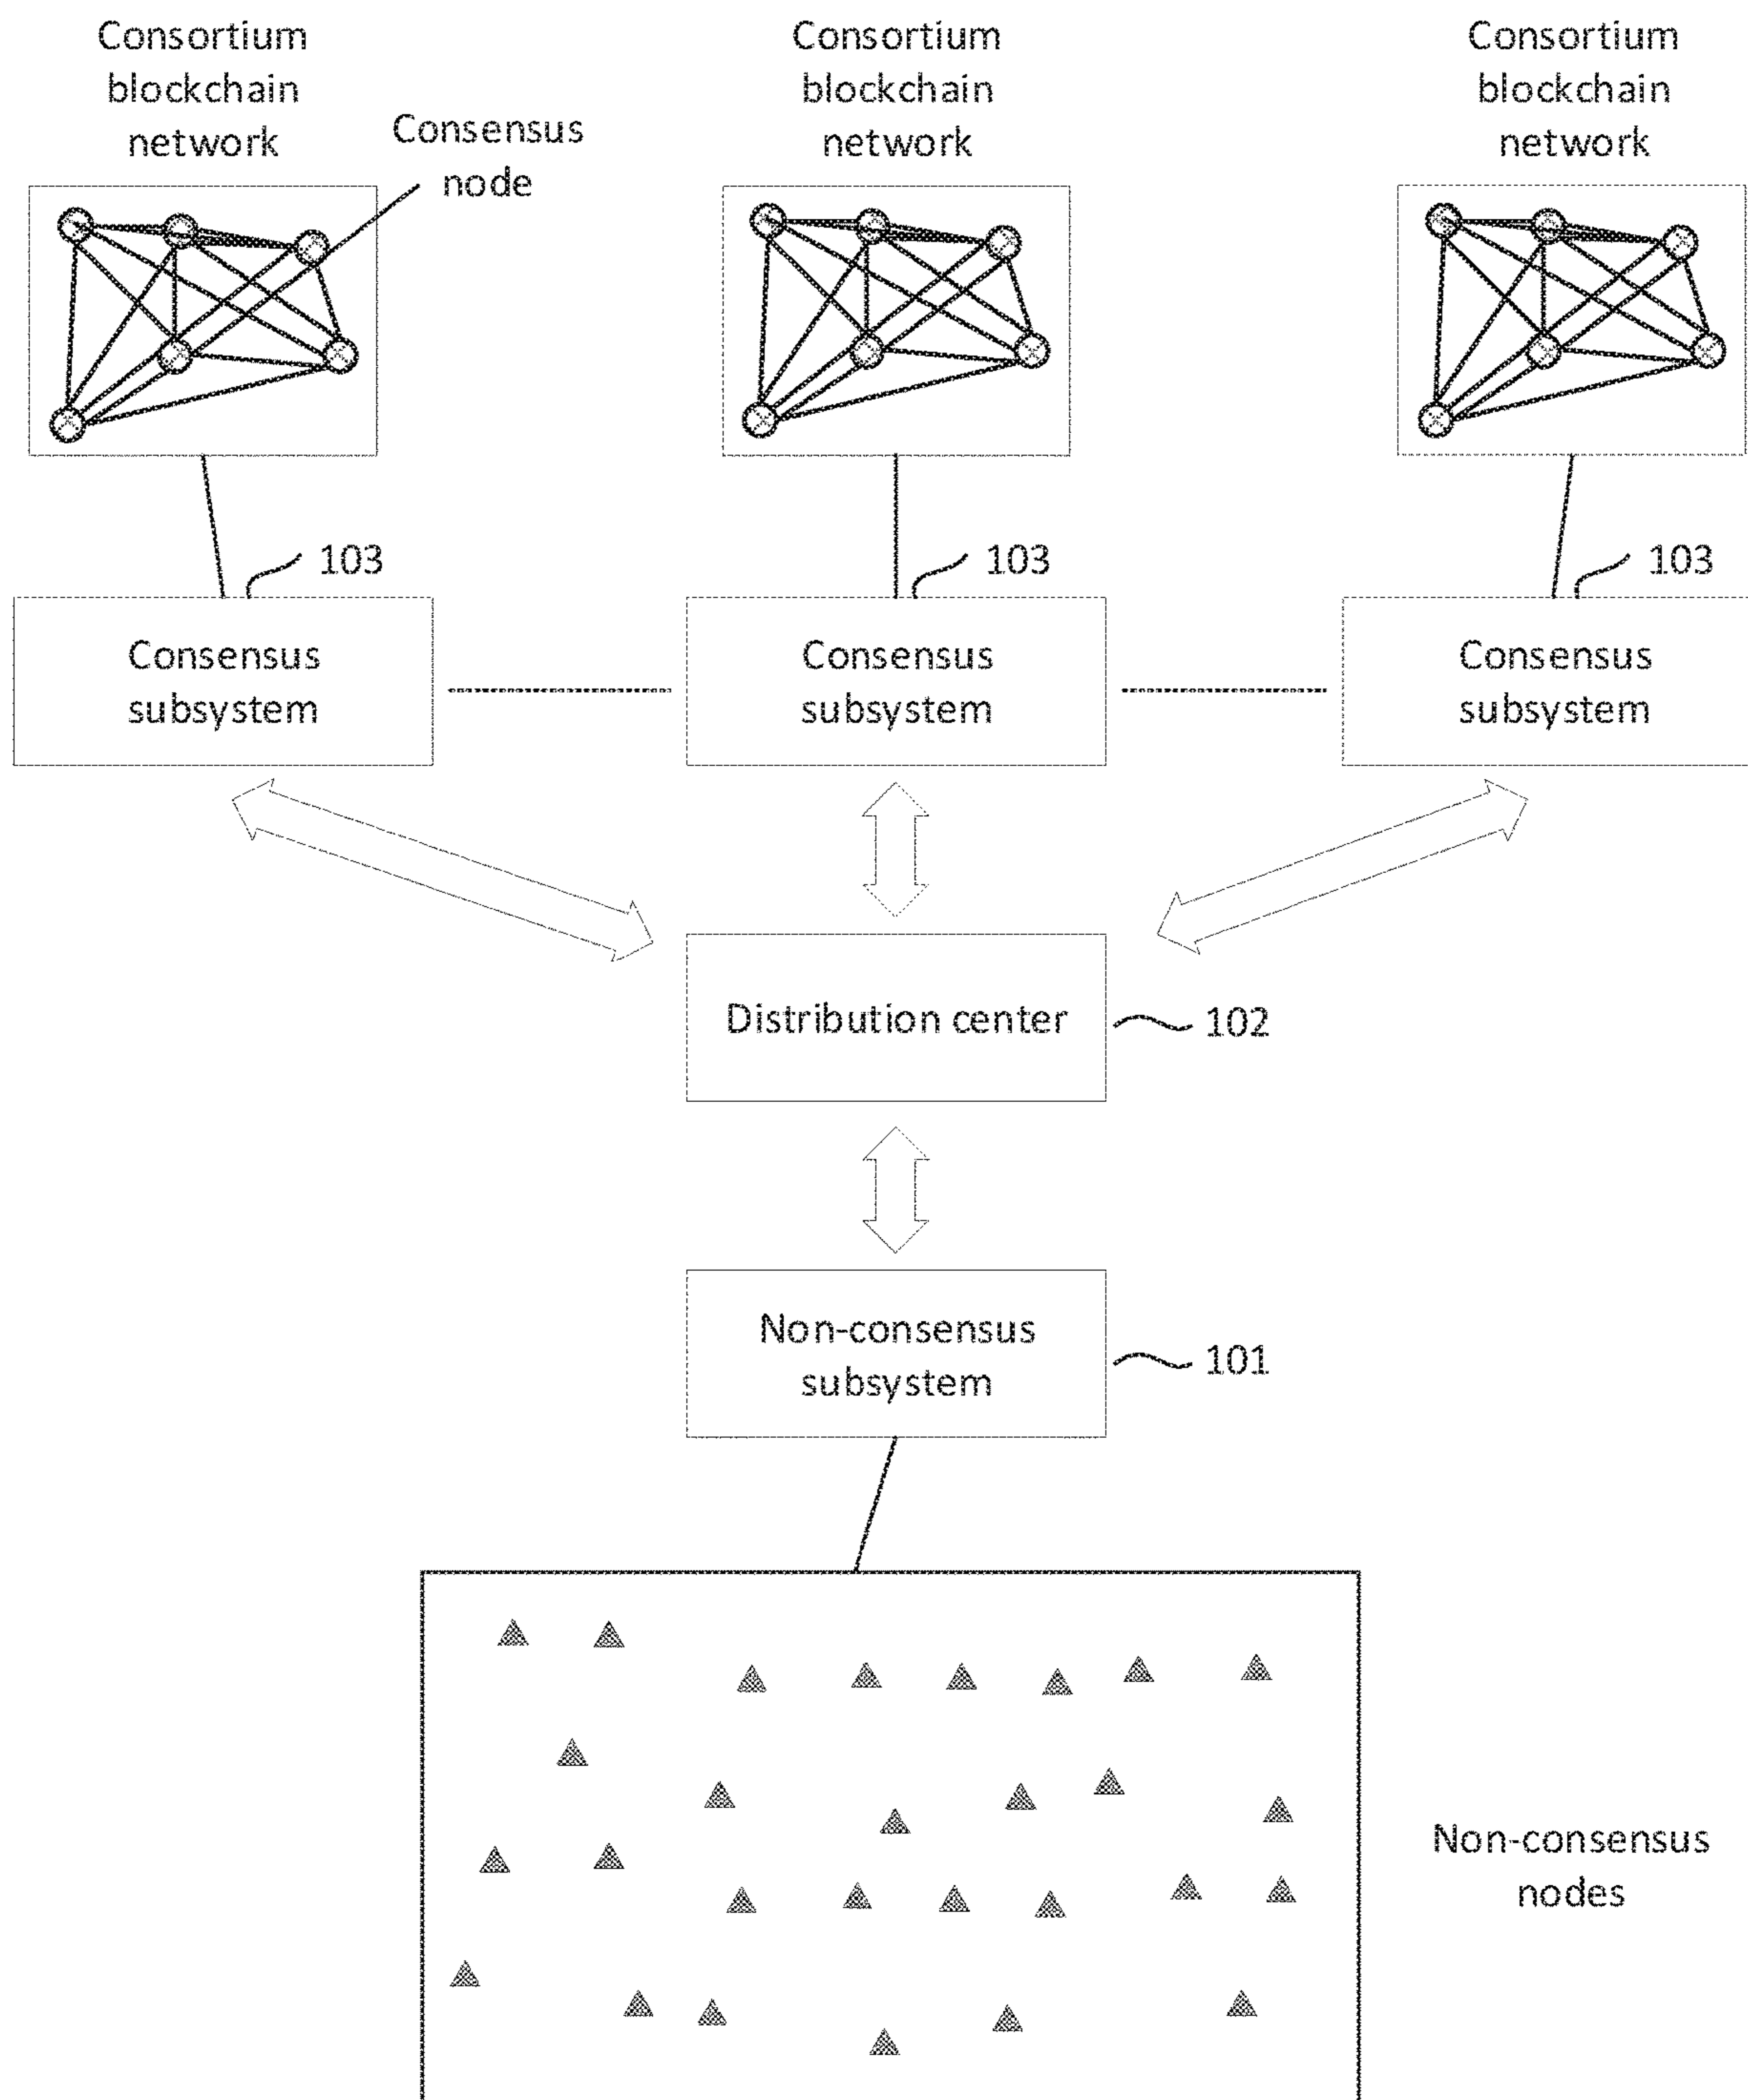 Consortium
blockchain
network
Consensus
node
Consortium
blockchain
network
Consortium
blockchain
network
103
103
103
Consensus
subsystem
Consensus
subsystem
Consensus
subsystem
Distribution center
102
Non-consensus
subsystem
101
Non-consensus
nodes